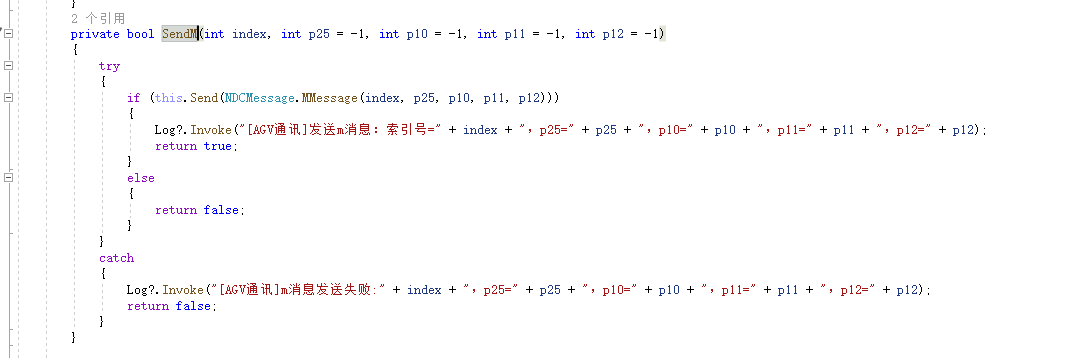 }
2 个引用
private bool SendM(int index, int p25 = -1, int p10 = -1, int p11 = -1, int p12 = -1)
{
try
{
if (this.Send(NDCMessage.MMessage(index, p25, p10, p11, p12)))
{
Log?.Invoke("[AGV通讯]发送m消息: 索引号=" + index + ", p25=" + p25 + ", p10=" + p10 + ", p11=" + p11 + ", p12=" + p12);
return true;
}
else
{
return false;
}
}
catch
{
Log?.Invoke("[AGV通讯]m消息发送失败:" + index + ", p25=" + p25 + ", p10=" + p10 + ", p11=" + p11 + ", p12=" + p12);
return false;
}
}